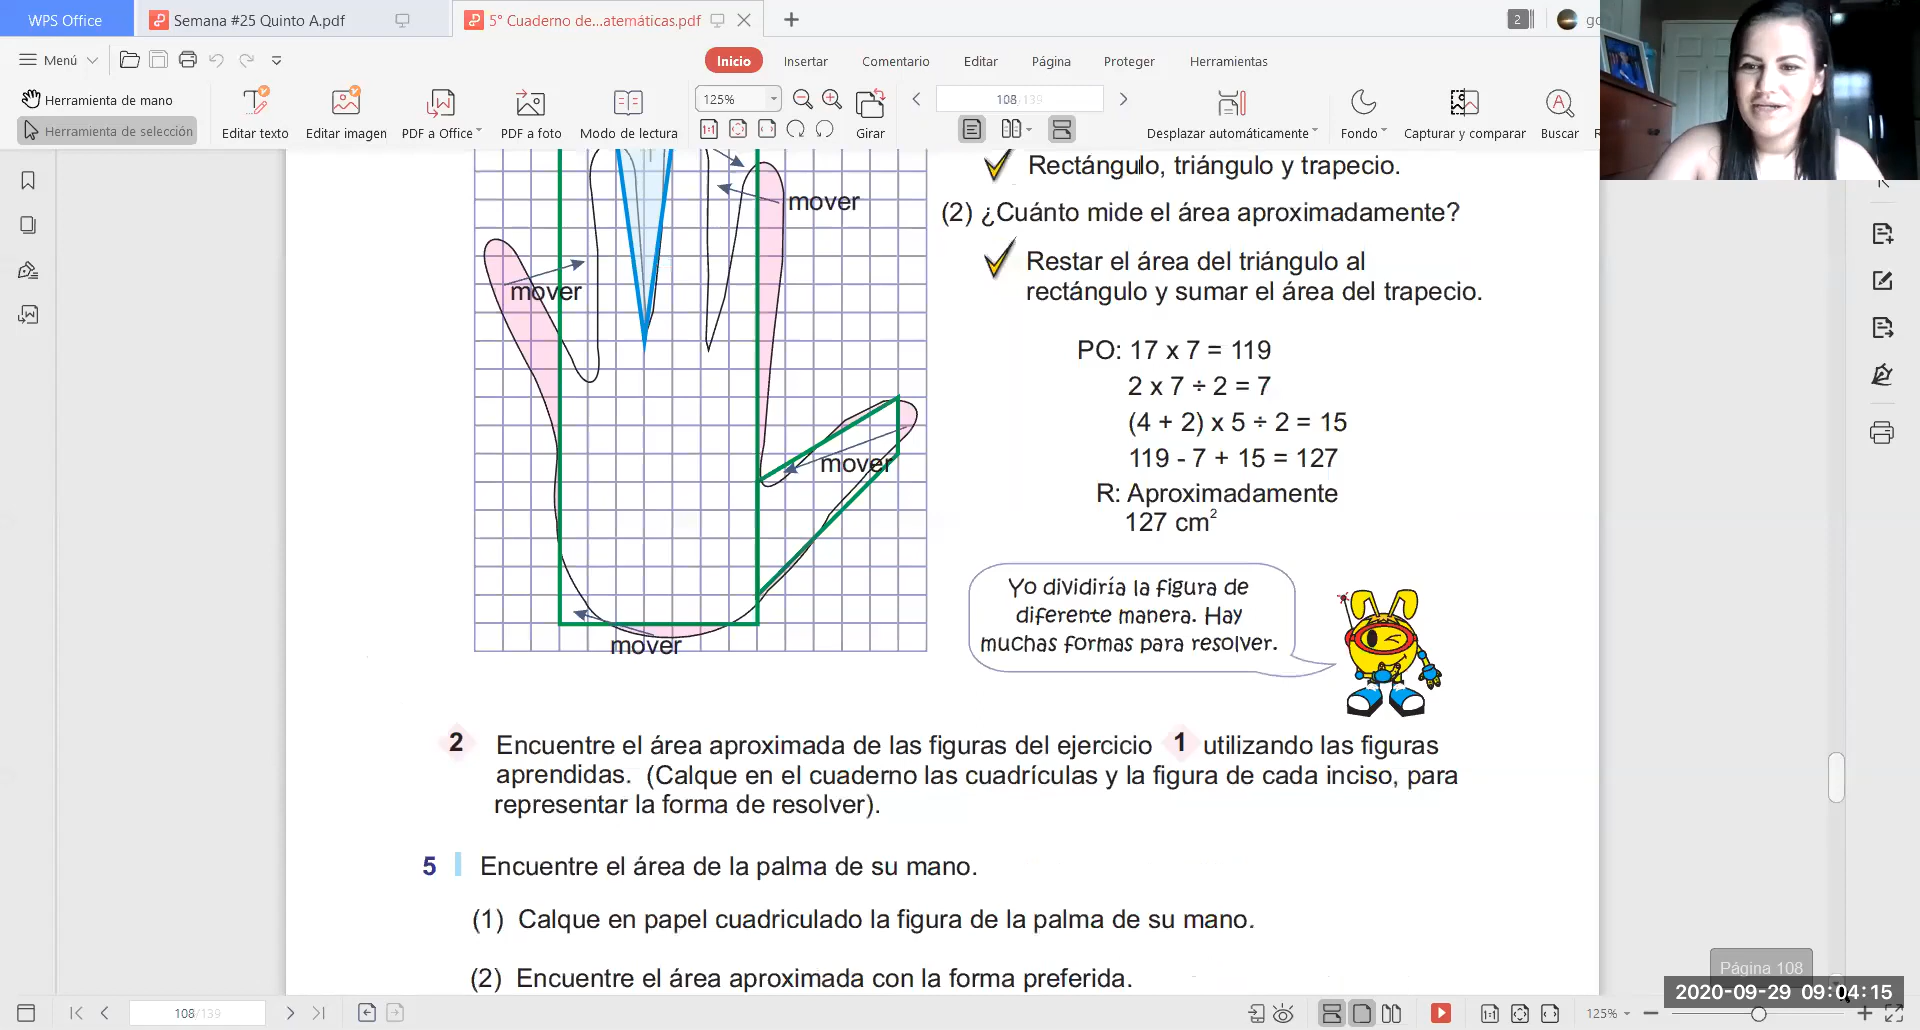 WPS Office
Semana #25 Quinto A.pdf
5° Cuaderno de...atemáticas.pdf
2
Menú
Inicio
Insertar
Comentario
Editar
Página
Proteger
Herramientas
Herramienta de mano
Herramienta de selección
Editar texto
Editar imagen
PDF a Office
PDF a foto
Modo de lectura
125%
Girar
108/139
Desplazar automáticamente
Fondo
Capturar y comparar
Buscar
mover
mover
mover
mover
Rectángulo, triángulo y trapecio.
(2) ¿Cuánto mide el área aproximadamente?
Restar el área del triángulo al
rectángulo y sumar el área del trapecio.
PO: 17 x 7 = 119
2 x 7 ÷ 2 = 7
(4 + 2) x 5 ÷ 2 = 15
119 - 7 + 15 = 127
R: Aproximadamente
127 cm²
Yo dividiría la figura de
diferente manera. Hay
muchas formas para resolver.
2 Encuentre el área aproximada de las figuras del ejercicio 1 utilizando las figuras
aprendidas. (Calque en el cuaderno las cuadrículas y la figura de cada inciso, para
representar la forma de resolver).
5 Encuentre el área de la palma de su mano.
(1) Calque en papel cuadriculado la figura de la palma de su mano.
(2) Encuentre el área aproximada con la forma preferida.
Página 108
2020-09-29 09:04:15
108/139
125%